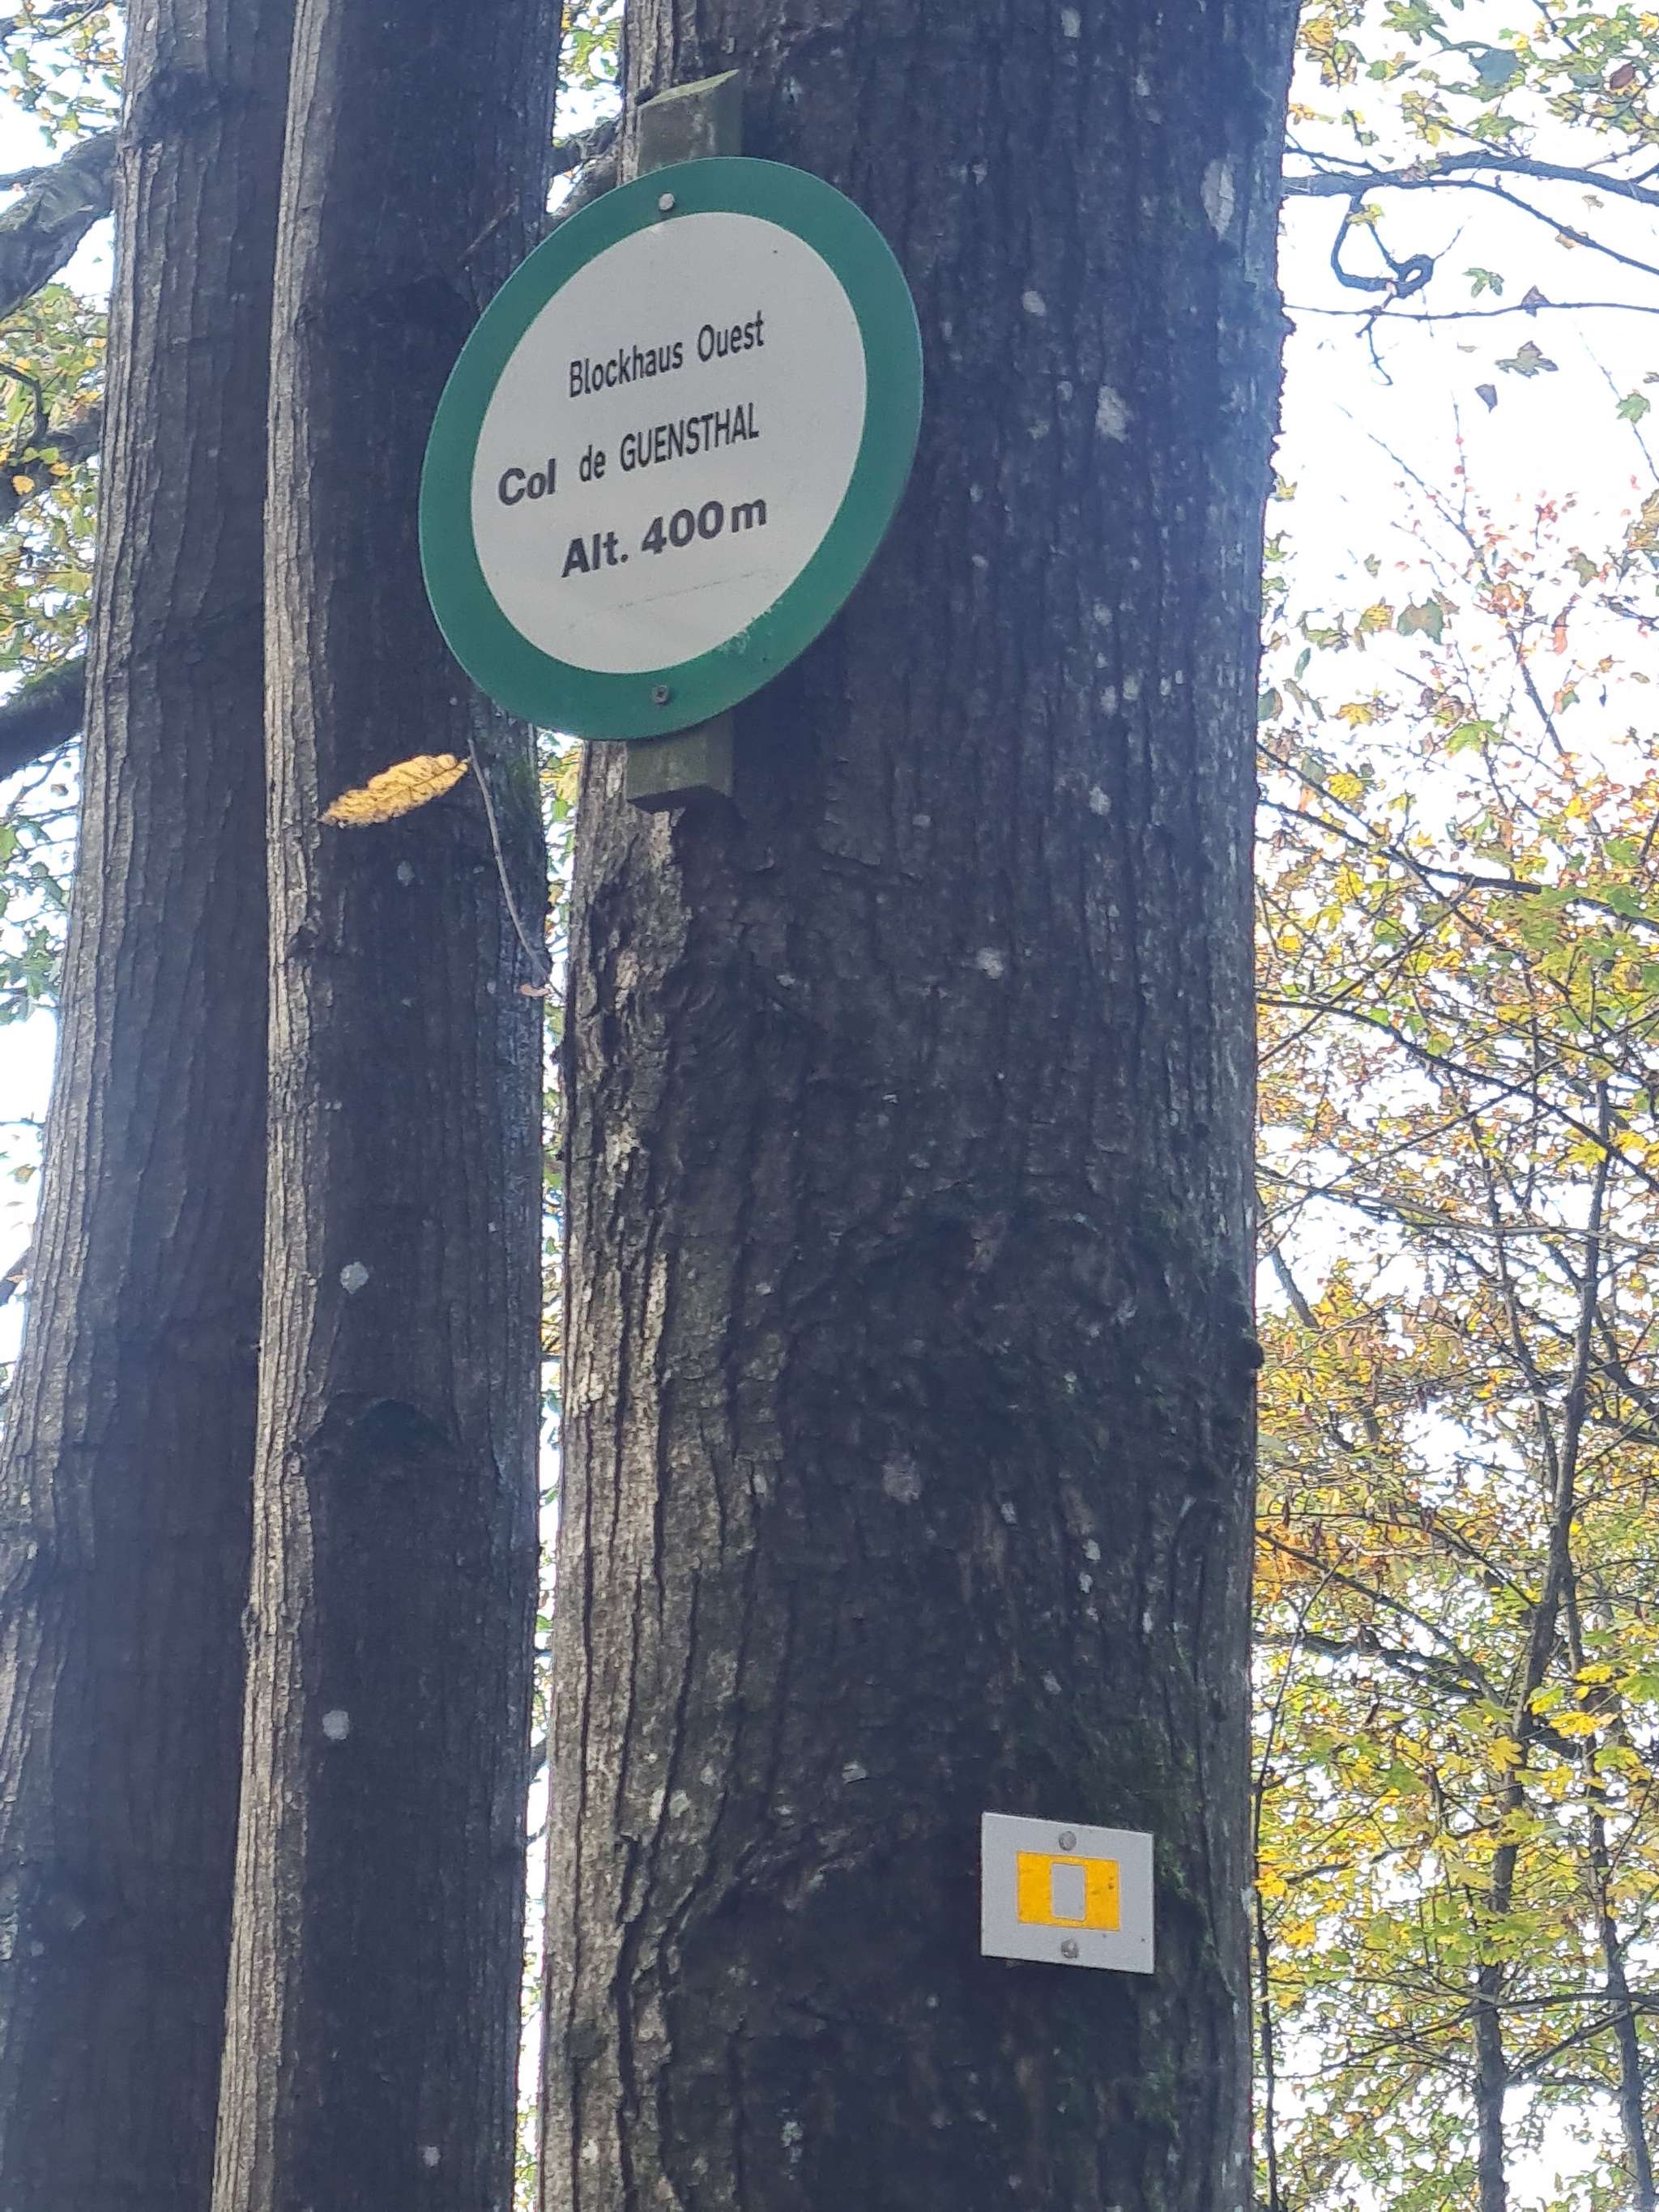 Blockhaus Ouest
Col de GUENSTHAL
Alt. 400m